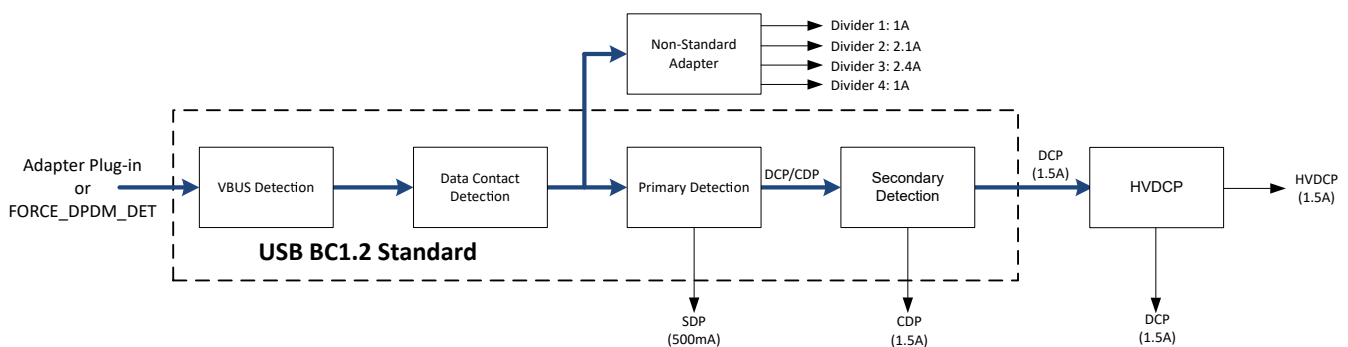 Non-Standard
Adapter
Divider 1: 1A
Divider 2: 2.1A
Divider 3: 2.4A
Divider 4: 1A
Adapter Plug-in
or
FORCE_DPDM_DET
VBUS Detection
Data Contact
Detection
Primary Detection
DCP/CDP
Secondary
Detection
DCP
(1.5A)
HVDCP
HVDCP
(1.5A)
USB BC1.2 Standard
SDP
(500mA)
CDP
(1.5A)
DCP
(1.5A)